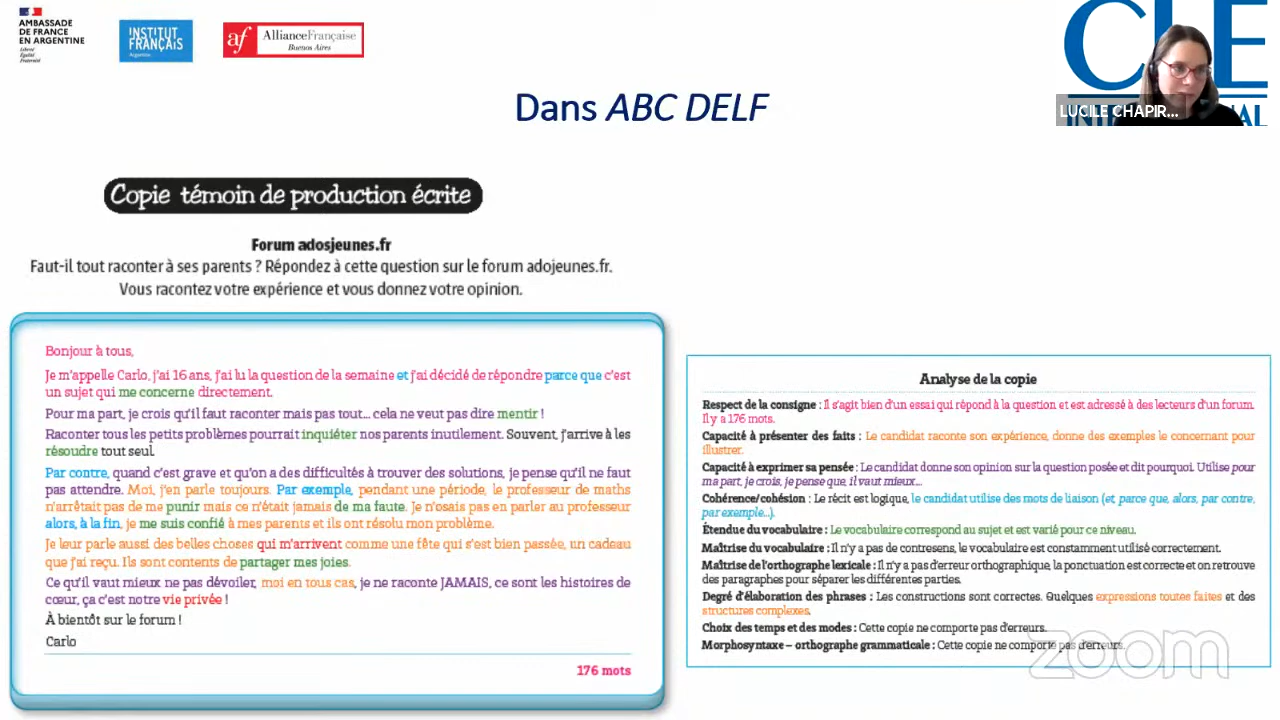 AMBASSADE
DE FRANCE
EN ARGENTINE
Liberté
Égalité
Fraternité
INSTITUT
FRANÇAIS
Argentine
af AllianceFrançaise
Buenos Aires
CLE
LUCILE CHAPIR...
Dans ABC DELF
Copie témoin de production écrite
Forum adosjeunes.fr
Faut-il tout raconter à ses parents ? Répondez à cette question sur le forum adojeunes.fr.
Vous racontez votre expérience et vous donnez votre opinion.
Bonjour à tous,
Je m'appelle Carlo, j'ai 16 ans, j'ai lu la question de la semaine et j'ai décidé de répondre parce que c'est
un sujet qui me concerne directement.
Pour ma part, je crois qu'il faut raconter mais pas tout... cela ne veut pas dire mentir !
Raconter tous les petits problèmes pourrait inquiéter nos parents inutilement. Souvent, j'arrive à les
résoudre tout seul.
Par contre, quand c'est grave et qu'on a des difficultés à trouver des solutions, je pense qu'il ne faut
pas attendre. Moi, j'en parle toujours. Par exemple, pendant une période, le professeur de maths
n'arrêtait pas de me punir mais ce n'était jamais de ma faute. Je n'osais pas en parler au professeur
alors, à la fin, je me suis confié à mes parents et ils ont résolu mon problème.
Je leur parle aussi des belles choses qui m'arrivent comme une fête qui s'est bien passée, un cadeau
que j'ai reçu. Ils sont contents de partager mes joies.
Ce qu'il vaut mieux ne pas dévoiler, moi en tous cas, je ne raconte JAMAIS, ce sont les histoires de
cœur, ça c'est notre vie privée !
À bientôt sur le forum !
Carlo
176 mots
Analyse de la copie
Respect de la consigne : Il s'agit bien d'un essai qui répond à la question et est adressé à des lecteurs d'un forum.
Il y a 176 mots.
Capacité à présenter des faits : Le candidat raconte son expérience, donne des exemples le concernant pour
illustrer.
Capacité à exprimer sa pensée : Le candidat donne son opinion sur la question posée et dit pourquoi. Utilise pour
ma part, je crois, je pense que, il vaut mieux...
Cohérence/cohésion : Le récit est logique, le candidat utilise des mots de liaison (et, parce que, alors, par contre,
par exemple...).
Étendue du vocabulaire : Le vocabulaire correspond au sujet et est varié pour ce niveau.
Maîtrise du vocabulaire : Il n'y a pas de contresens, le vocabulaire est constamment utilisé correctement.
Maîtrise de l'orthographe lexicale : Il n'y a pas d'erreur orthographique, la ponctuation est correcte et on retrouve
des paragraphes pour séparer les différentes parties.
Degré d'élaboration des phrases : Les constructions sont correctes. Quelques expressions toutes faites et des
structures complexes.
Choix des temps et des modes : Cette copie ne comporte pas d'erreurs.
Morphosyntaxe – orthographe grammaticale : Cette copie ne comporte pas d'erreurs.
zoom